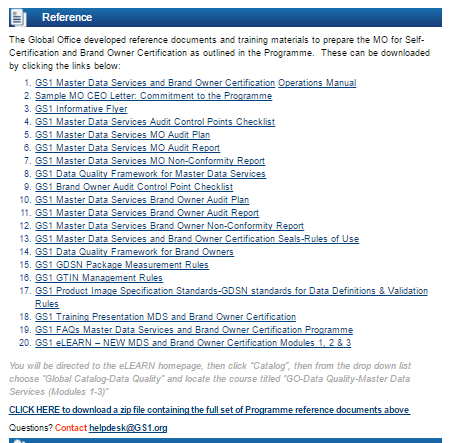 Reference
The Global Office developed reference documents and training materials to prepare the MO for Self-
Certification and Brand Owner Certification as outlined in the Programme. These can be downloaded
by clicking the links below:
1. GS1 Master Data Services and Brand Owner Certification Operations Manual
2. Sample MO CEO Letter: Commitment to the Programme
3. GS1 Informative Flyer
4. GS1 Master Data Services Audit Control Points Checklist
5. GS1 Master Data Services MO Audit Plan
6. GS1 Master Data Services MO Audit Report
7. GS1 Master Data Services MO Non-Conformity Report
8. GS1 Data Quality Framework for Master Data Services
9. GS1 Brand Owner Audit Control Point Checklist
10. GS1 Master Data Services Brand Owner Audit Plan
11. GS1 Master Data Services Brand Owner Audit Report
12. GS1 Master Data Services Brand Owner Non-Conformity Report
13. GS1 Master Data Services and Brand Owner Certification Seals-Rules of Use
14. GS1 Data Quality Framework for Brand Owners
15. GS1 GDSN Package Measurement Rules
16. GS1 GTIN Management Rules
17. GS1 Product Image Specification Standards-GDSN standards for Data Definitions & Validation
Rules
18. GS1 Training Presentation MDS and Brand Owner Certification
19. GS1 FAQs Master Data Services and Brand Owner Certification Programme
20. GS1 eLEARN – NEW MDS and Brand Owner Certification Modules 1, 2 & 3
You will be directed to the eLEARN homepage, then click "Catalog", then from the drop down list
choose "Global Catalog-Data Quality" and locate the course titled "GO-Data Quality-Master Data
Services (Modules 1-3)"
CLICK HERE to download a zip file containing the full set of Programme reference documents above
Questions? Contact helpdesk@GS1.org